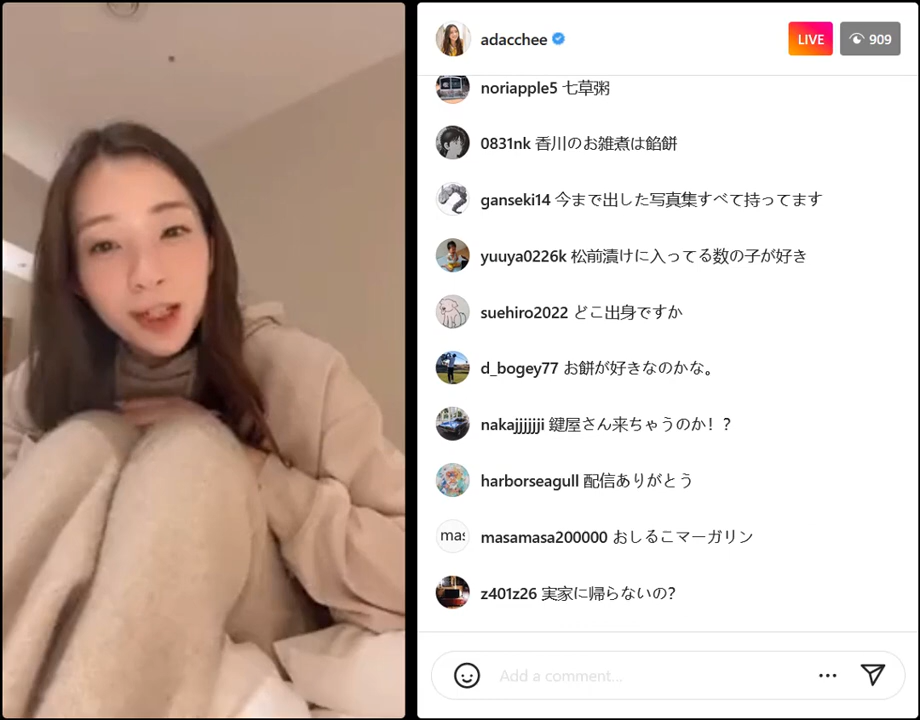 adacchee
LIVE
909
noriapple5 七草粥
0831nk 香川のお雑煮は餡餅
ganseki14 今まで出した写真集すべて持ってます
yuuya0226k 松前漬けに入ってる数の子が好き
suehiro2022 どこ出身ですか
d_bogey77 お餅が好きなのかな。
nakajjjjjji 鍵屋さん来ちゃうのか！？
harborseagull 配信ありがとう
mas
masamasa200000 おしるこマーガリン
z401z26 実家に帰らないの?
Add a comment...